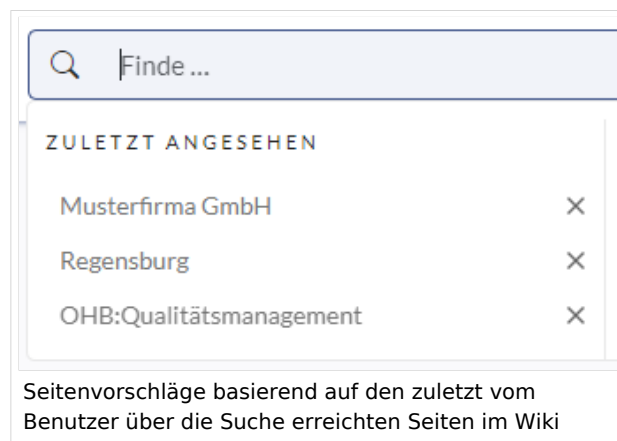 Finde ...
ZULETZT ANGESEHEN
Musterfirma GmbH
Regensburg
OHB:Qualitätsmanagement
Seitenvorschläge basierend auf den zuletzt vom
Benutzer über die Suche erreichten Seiten im Wiki